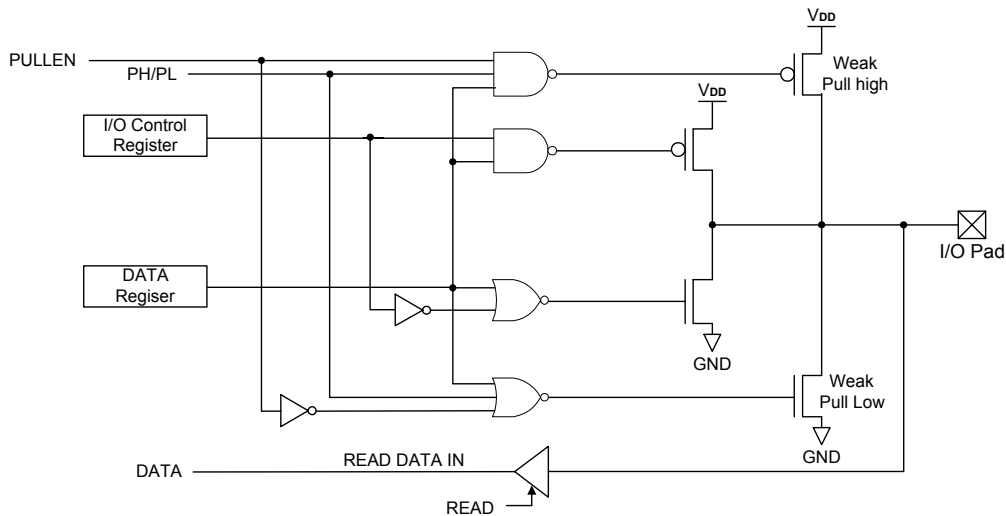 VDD
PULLEN
PH/PL
Weak
Pull high
VDD
I/O Control
Register
I/O Pad
DATA
Regiser
GND
Weak
Pull Low
GND
READ DATA IN
DATA
READ